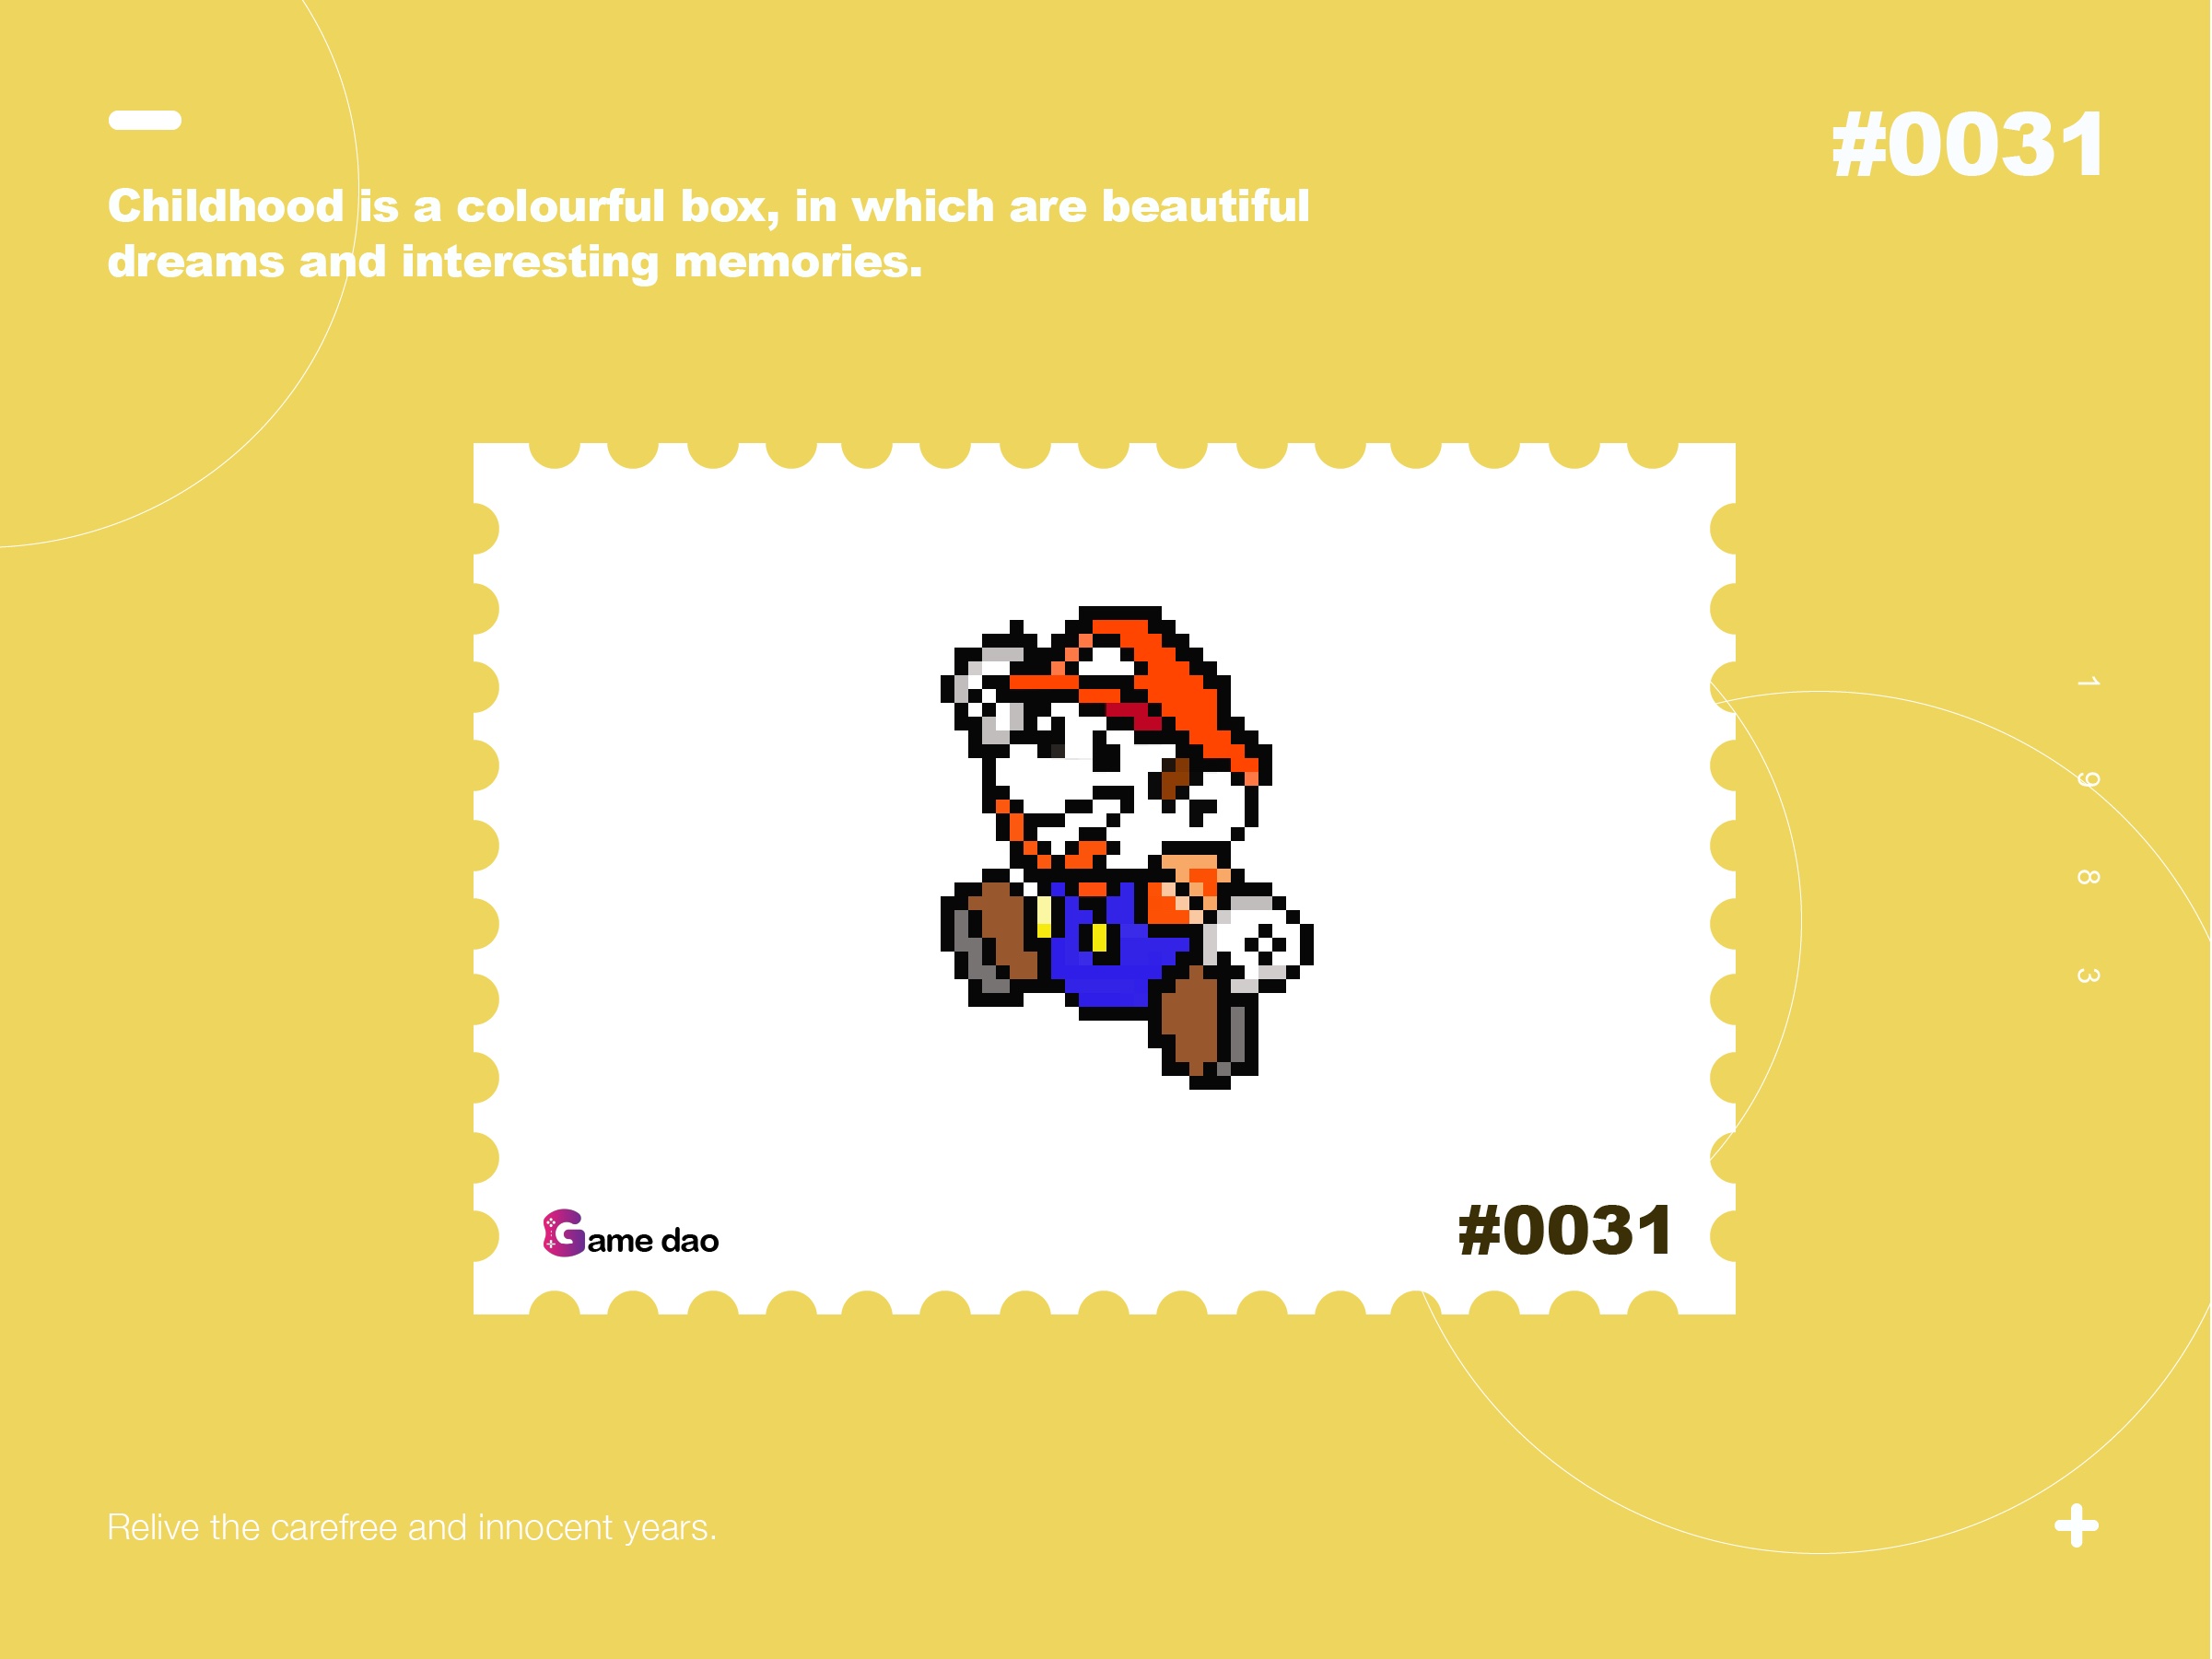 #0031
Childhood is a colourful box, in which are beautiful
dreams and interesting memories.
1
9
8
3
Game dao
#0031
Relive the carefree and innocent years.